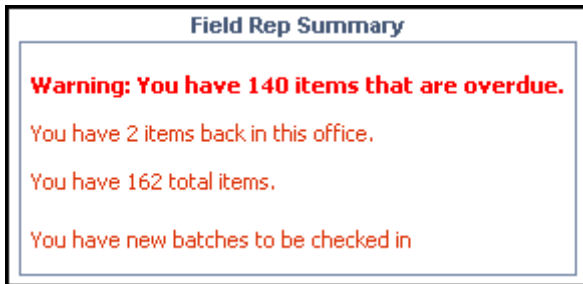 Field Rep Summary
Warning: You have 140 items that are overdue.
You have 2 items back in this office.
You have 162 total items.
You have new batches to be checked in